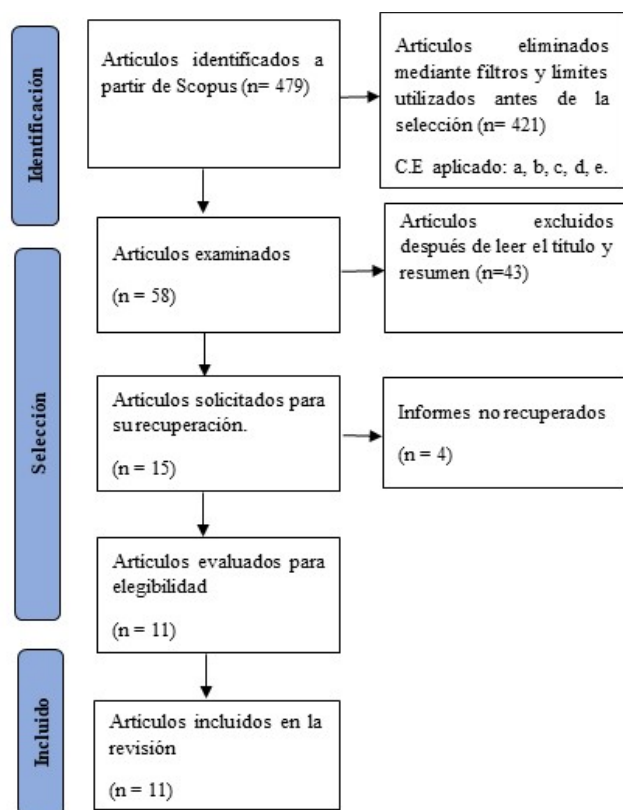 Identificación
Artículos identificados a
partir de Scopus (n= 479)
Artículos eliminados
mediante filtros y límites
utilizados antes de la
selección (n= 421)
C.E aplicado: a, b, c, d, e.
Selección
Artículos examinados
(n = 58)
Artículos excluidos
después de leer el titulo y
resumen (n=43)
Artículos solicitados para
su recuperación.
(n = 15)
Informes no recuperados
(n = 4)
Artículos evaluados para
elegibilidad
(n = 11)
Incluido
Artículos incluidos en la
revisión
(n = 11)